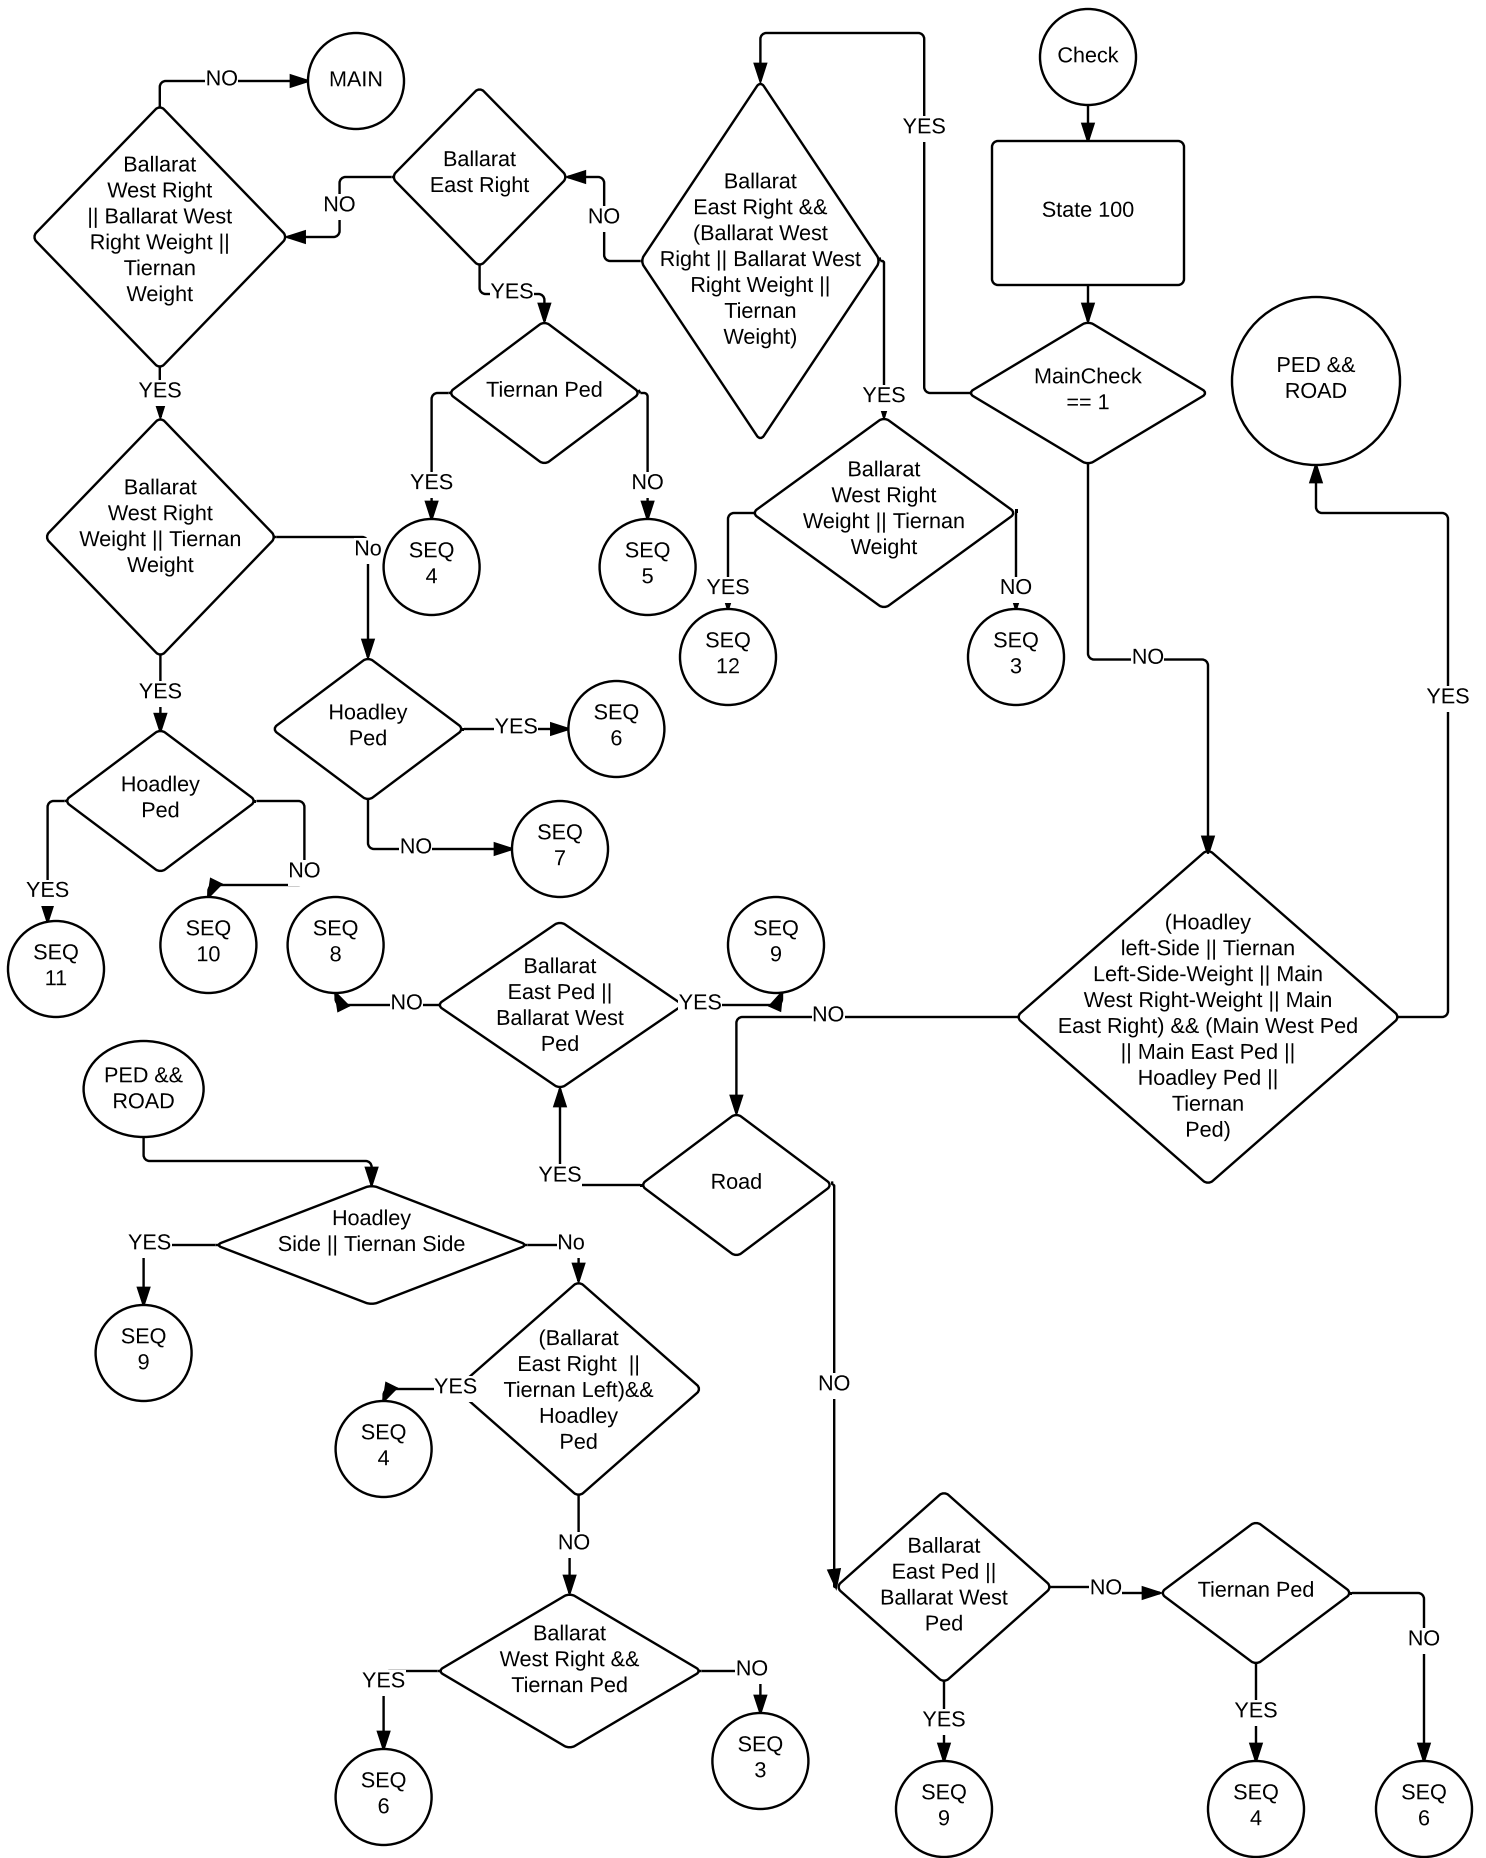 Check
NO
MAIN
YES
Ballarat
West Right
|| Ballarat West
Right Weight ||
Tiernan
Weight
Ballarat
East Right
NO
NO
Ballarat
East Right &&
(Ballarat West
Right || Ballarat West
Right Weight ||
Tiernan
Weight)
State 100
YES
Tiernan Ped
MainCheck
== 1
PED &&
ROAD
YES
YES
Ballarat
West Right
Weight || Tiernan
Weight
No
YES
NO
SEQ
4
SEQ
5
Ballarat
West Right
Weight || Tiernan
Weight
YES
NO
SEQ
12
SEQ
3
NO
YES
YES
Hoadley
Ped
YES
SEQ
6
Hoadley
Ped
NO
SEQ
7
YES
NO
SEQ
11
SEQ
10
SEQ
8
NO
Ballarat
East Ped ||
Ballarat West
Ped
YES
SEQ
9
NO
(Hoadley
left-Side || Tiernan
Left-Side-Weight || Main
West Right-Weight || Main
East Right) && (Main West Ped
|| Main East Ped ||
Hoadley Ped ||
Tiernan
Ped)
PED &&
ROAD
YES
Road
YES
Hoadley
Side || Tiernan Side
No
SEQ
9
YES
(Ballarat
East Right  ||
Tiernan Left)&&
Hoadley
Ped
SEQ
4
NO
NO
Ballarat
West Right &&
Tiernan Ped
YES
NO
SEQ
6
SEQ
3
Ballarat
East Ped ||
Ballarat West
Ped
NO
Tiernan Ped
NO
YES
YES
SEQ
9
SEQ
4
SEQ
6